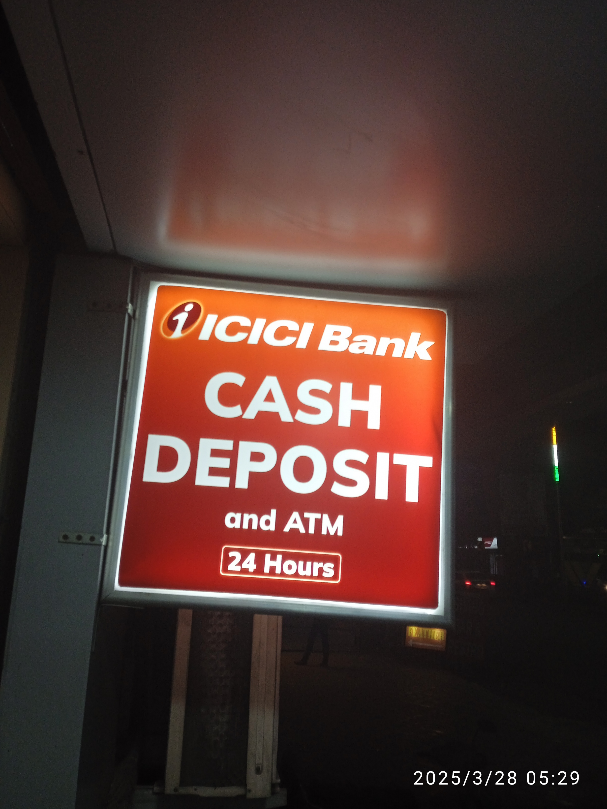 i ICICI Bank
CASH
DEPOSIT
and ATM
24 Hours
2025/3/28 05:29